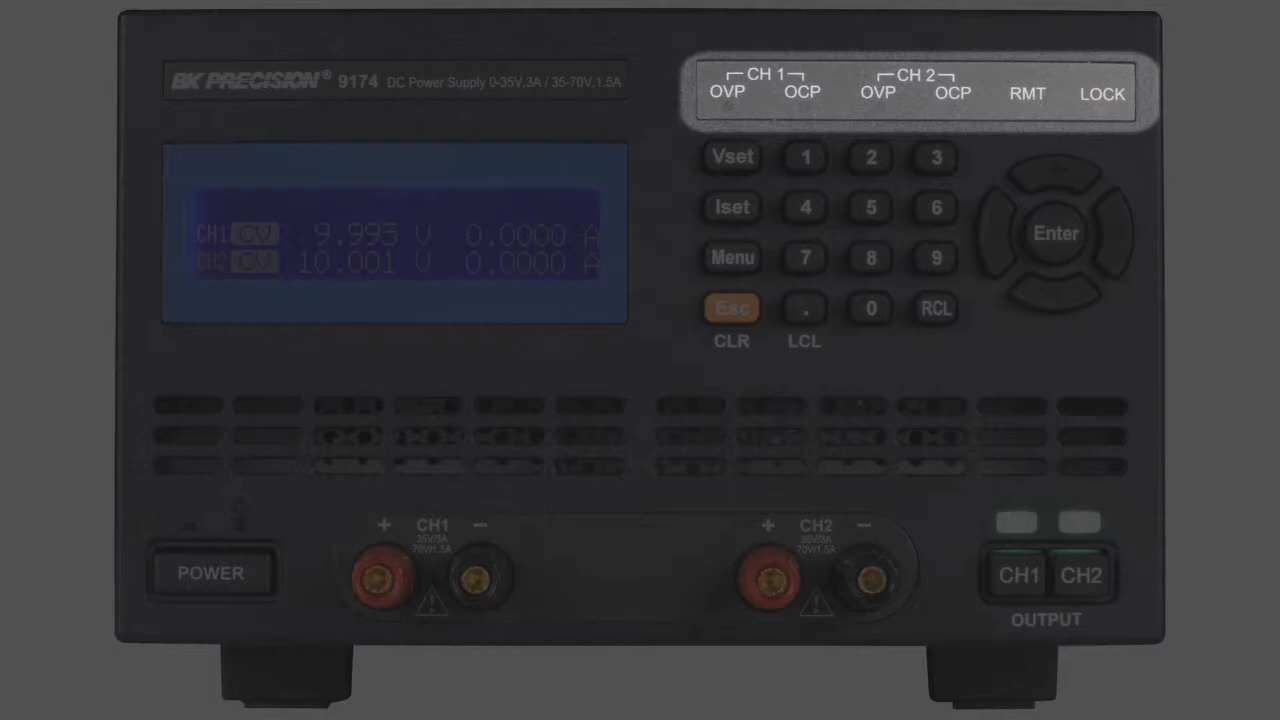 BK PRECISION® 9174 DC Power Supply 0-35V,3A / 35-70V,1.5A
CH 1 CH 2
OVP OCP OVP OCP RMT LOCK
CH1 CV 9.995 V 0.0000 A
CH2 CV 10.001 V 0.0000 A
Vset 1 2 3
Iset 4 5 6
Enter
Menu 7 8 9
Esc . 0 RCL
CLR LCL
+ CH1 −
35V/3A
70V/1.5A
+ CH2 −
35V/3A
70V/1.5A
POWER
CH1 CH2
OUTPUT